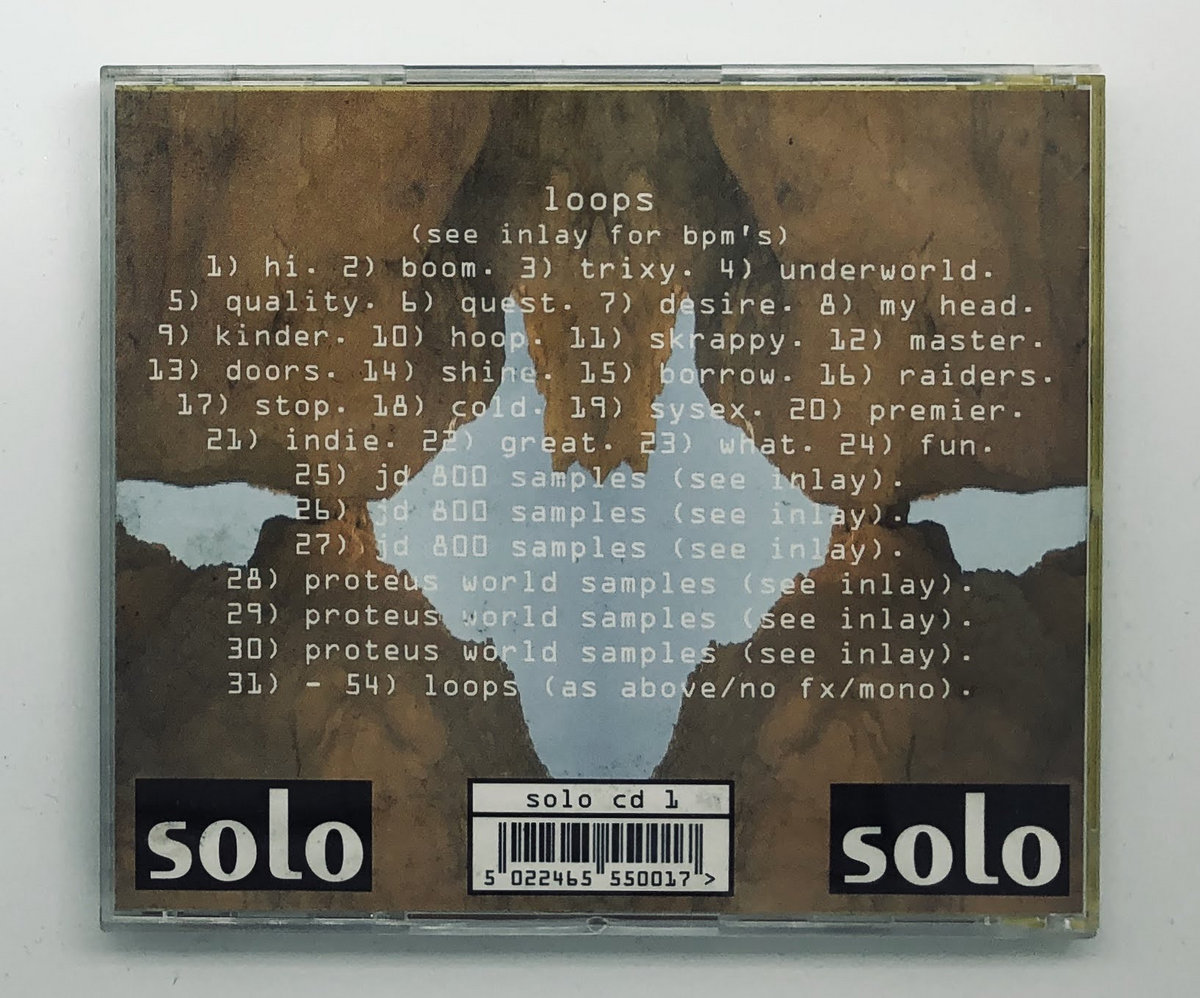 loops
(see inlay for bpm's)
1) hi. 2) boom. 3) trixy. 4) underworld.
5) quality. 6) quest. 7) desire. 8) my head.
9) kinder. 10) hoop. 11) skrappy. 12) master.
13) doors. 14) shine. 15) borrow. 16) raiders.
17) stop. 18) cold. 19) sysex. 20) premier.
21) indie. 22) great. 23) what. 24) fun.
25) jd 800 samples (see inlay).
26) jd 800 samples (see inlay).
27) jd 800 samples (see inlay).
28) proteus world samples (see inlay).
29) proteus world samples (see inlay).
30) proteus world samples (see inlay).
31) - 54) loops (as above/no fx/mono).
solo
solo cd 1
5 022465 550017 >
solo